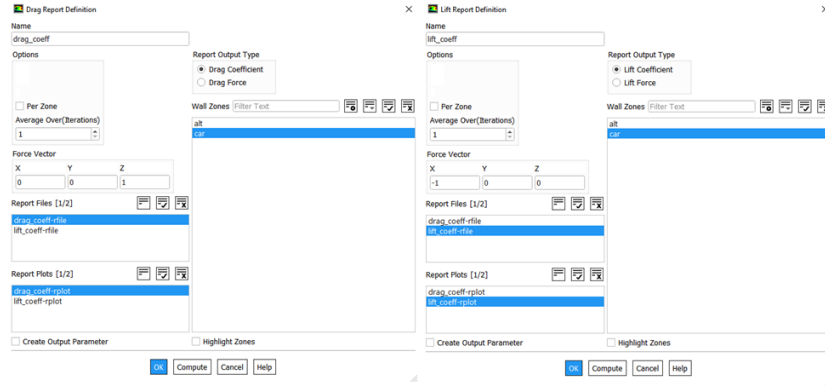 Drag Report Definition
Name
drag_coeff
Options
Report Output Type
Drag Coefficient
Drag Force
Per Zone
Average Over(Iterations)
1
Wall Zones Filter Text
alt
car
Force Vector
X Y Z
0 0 1
Report Files [1/2]
drag_coeff-rfile
lift_coeff-rfile
Report Plots [1/2]
drag_coeff-rplot
lift_coeff-rplot
Create Output Parameter
Highlight Zones
OK Compute Cancel Help
Lift Report Definition
Name
lift_coeff
Options
Report Output Type
Lift Coefficient
Lift Force
Per Zone
Average Over(Iterations)
1
Wall Zones Filter Text
alt
car
Force Vector
X Y Z
-1 0 0
Report Files [1/2]
drag_coeff-rfile
lift_coeff-rfile
Report Plots [1/2]
drag_coeff-rplot
lift_coeff-rplot
Create Output Parameter
Highlight Zones
OK Compute Cancel Help